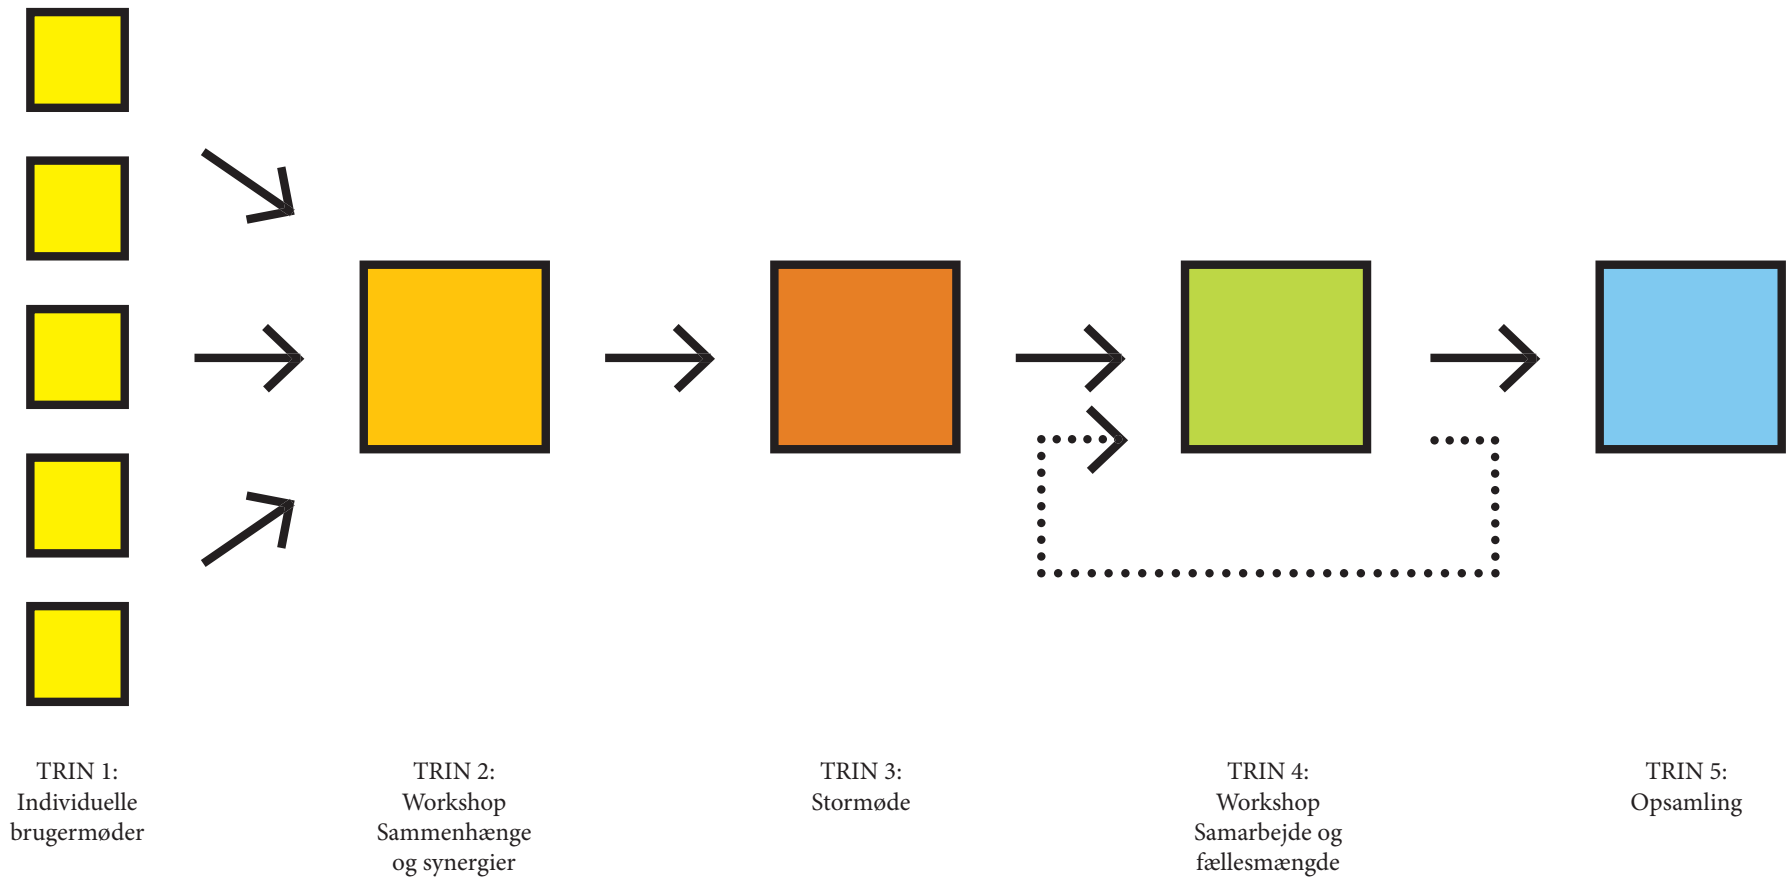 TRIN 1:
Individuelle
brugermøder
TRIN 2:
Workshop
Sammenhænge
og synergier
TRIN 3:
Stormøde
TRIN 4:
Workshop
Samarbejde og
fællesmængde
TRIN 5:
Opsamling